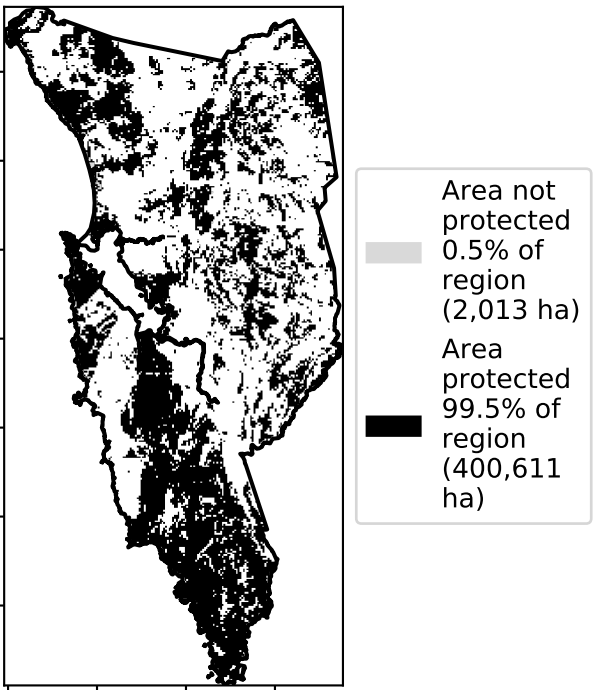 Area not
protected
0.5% of
region
(2,013 ha)
Area
protected
99.5% of
region
(400,611
ha)